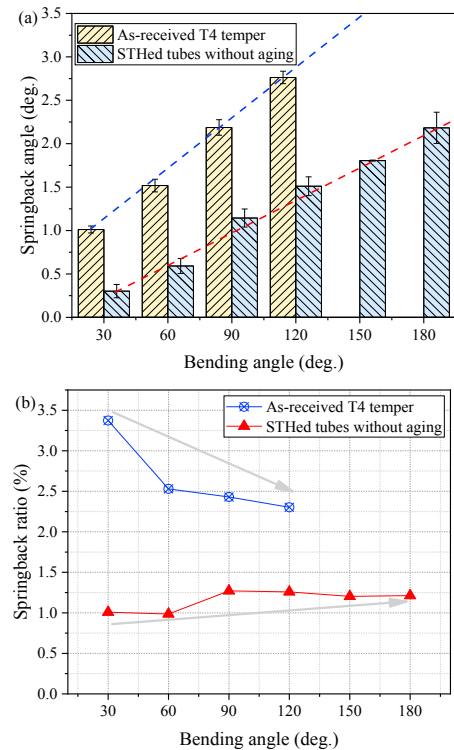 (a)
As-received T4 temper
STHed tubes without aging
Springback angle (deg.)
3.5
3.0
2.5
2.0
1.5
1.0
0.5
0.0
30 60 90 120 150 180
Bending angle (deg.)
(b)
As-received T4 temper
STHed tubes without aging
Springback ratio (%)
3.5
3.0
2.5
2.0
1.5
1.0
0.5
0.0
30 60 90 120 150 180
Bending angle (deg.)